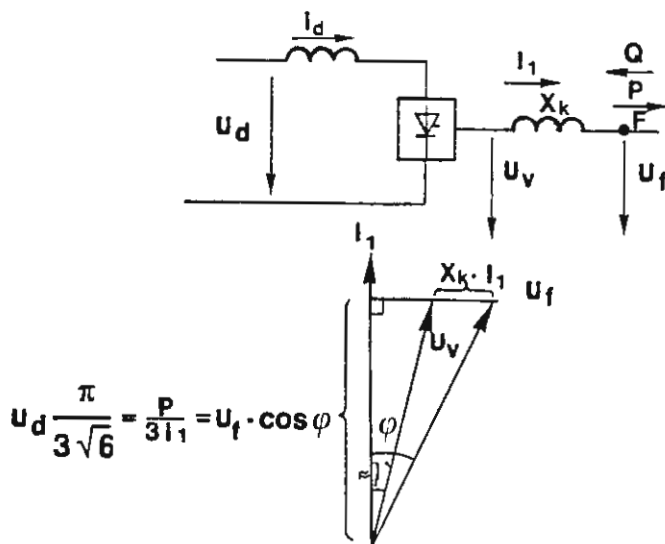 I_d
I_1
Q
X_k
P
F
U_d
U_v
U_f
I_1
X_k · I_1
U_f
U_v
U_d π / 3√6 = P / 3I_1 = U_f · cos φ
φ
≈